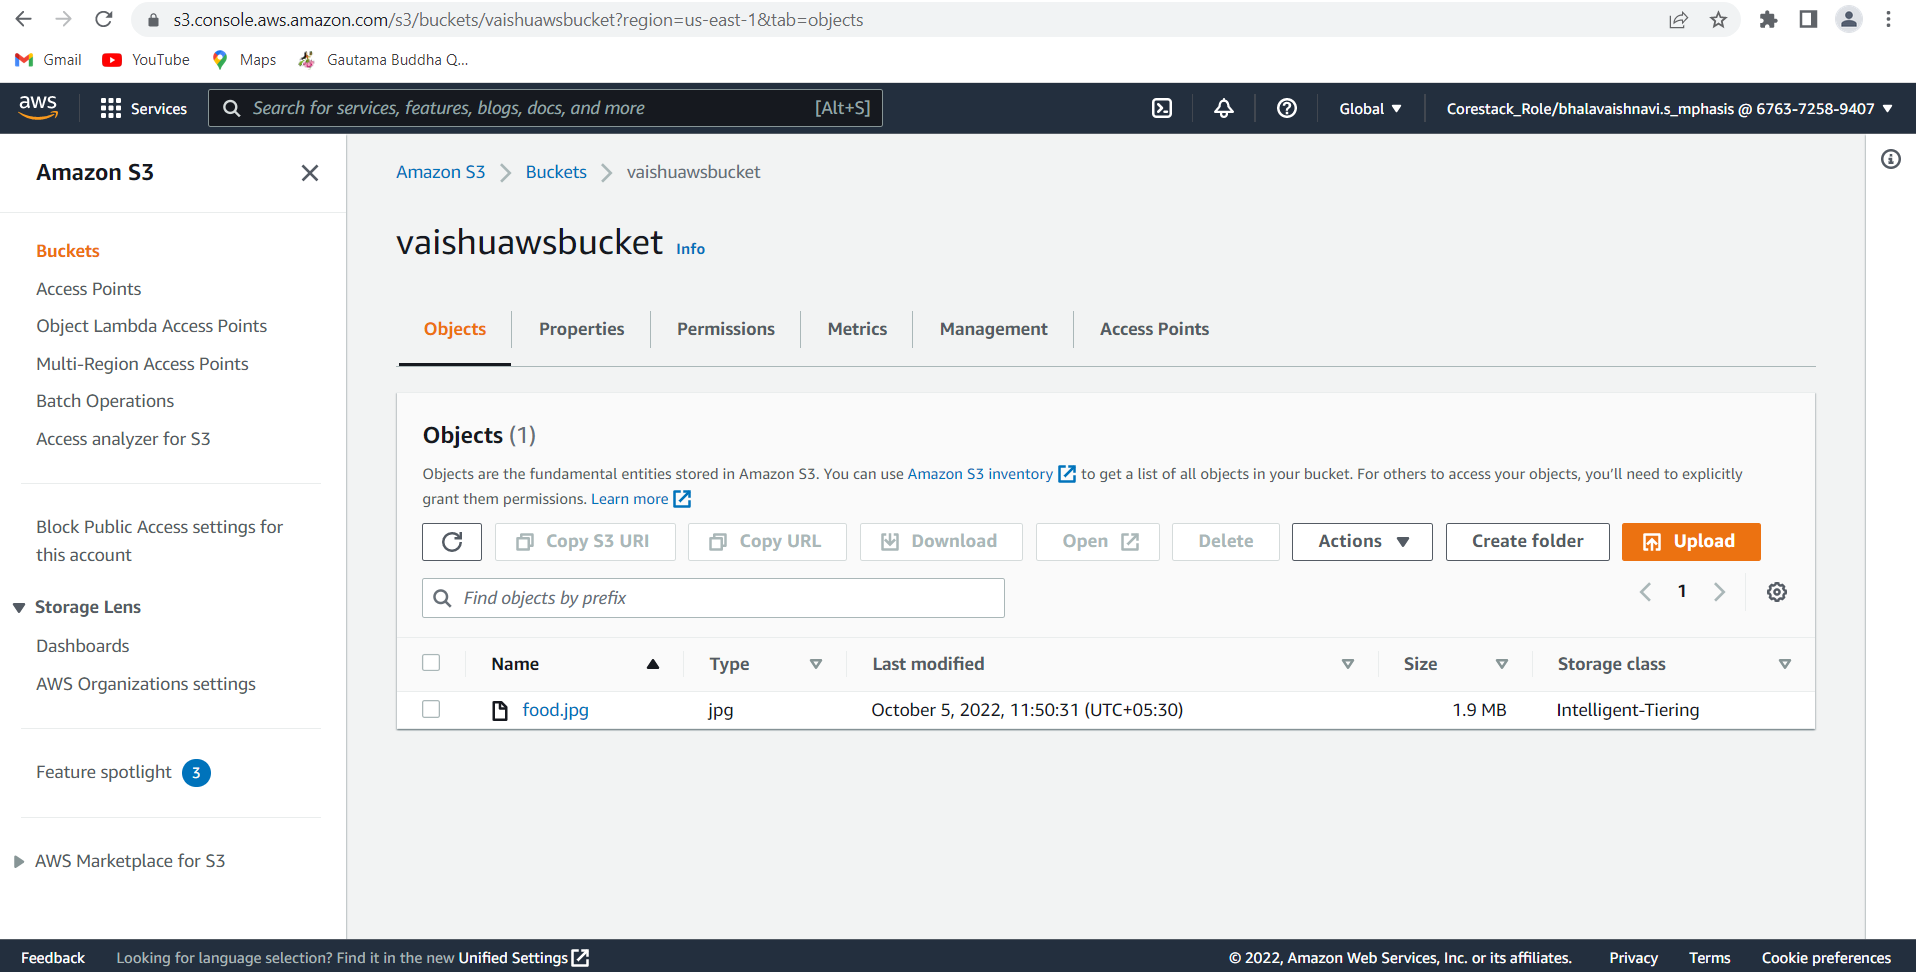 s3.console.aws.amazon.com/s3/buckets/vaishuawsbucket?region=us-east-1&tab=objects
Gmail YouTube Maps Gautama Buddha Q...
aws Services Search for services, features, blogs, docs, and more [Alt+S] Global Corestack_Role/bhalavaishnavi.s_mphasis @ 6763-7258-9407
Amazon S3
Buckets
Access Points
Object Lambda Access Points
Multi-Region Access Points
Batch Operations
Access analyzer for S3
Block Public Access settings for
this account
Storage Lens
Dashboards
AWS Organizations settings
Feature spotlight 3
AWS Marketplace for S3
Amazon S3 Buckets vaishuawsbucket
vaishuawsbucket Info
Objects Properties Permissions Metrics Management Access Points
Objects (1)
Objects are the fundamental entities stored in Amazon S3. You can use Amazon S3 inventory to get a list of all objects in your bucket. For others to access your objects, you'll need to explicitly
grant them permissions. Learn more
Copy S3 URI Copy URL Download Open Delete Actions Create folder Upload
Find objects by prefix 1
Name Type Last modified Size Storage class
food.jpg jpg October 5, 2022, 11:50:31 (UTC+05:30) 1.9 MB Intelligent-Tiering
Feedback Looking for language selection? Find it in the new Unified Settings © 2022, Amazon Web Services, Inc. or its affiliates. Privacy Terms Cookie preferences